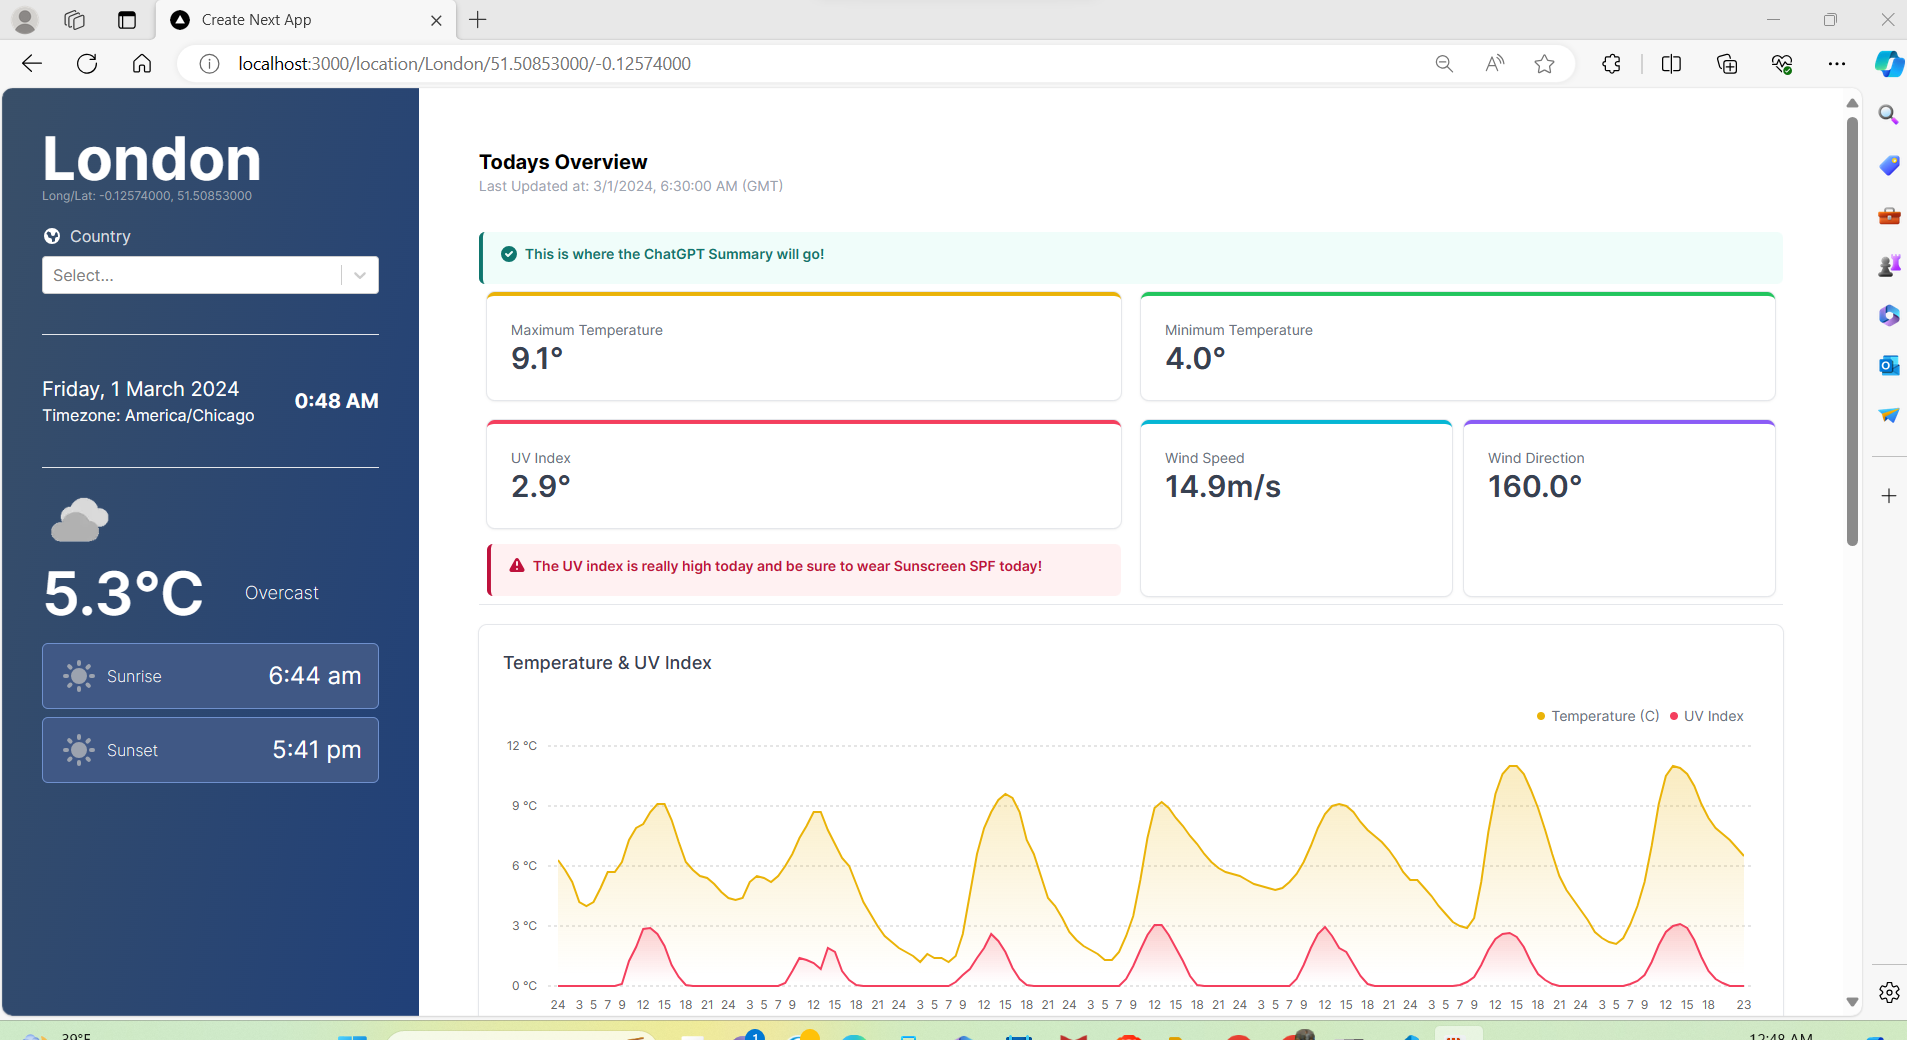 Create Next App
localhost:3000/location/London/51.50853000/-0.12574000
London
Long/Lat: -0.12574000, 51.50853000
Country
Select...
Friday, 1 March 2024
Timezone: America/Chicago
0:48 AM
5.3°C
Overcast
Sunrise
6:44 am
Sunset
5:41 pm
Todays Overview
Last Updated at: 3/1/2024, 6:30:00 AM (GMT)
This is where the ChatGPT Summary will go!
Maximum Temperature
9.1°
Minimum Temperature
4.0°
UV Index
2.9°
Wind Speed
14.9m/s
Wind Direction
160.0°
The UV index is really high today and be sure to wear Sunscreen SPF today!
Temperature & UV Index
Temperature (C) UV Index
12 °C
9 °C
6 °C
3 °C
0 °C
24 3 5 7 9 12 15 18 21 24 3 5 7 9 12 15 18 21 24 3 5 7 9 12 15 18 21 24 3 5 7 9 12 15 18 21 24 3 5 7 9 12 15 18 21 24 3 5 7 9 12 15 18 21 24 3 5 7 9 12 15 18 23
39°F
1
12:48 AM